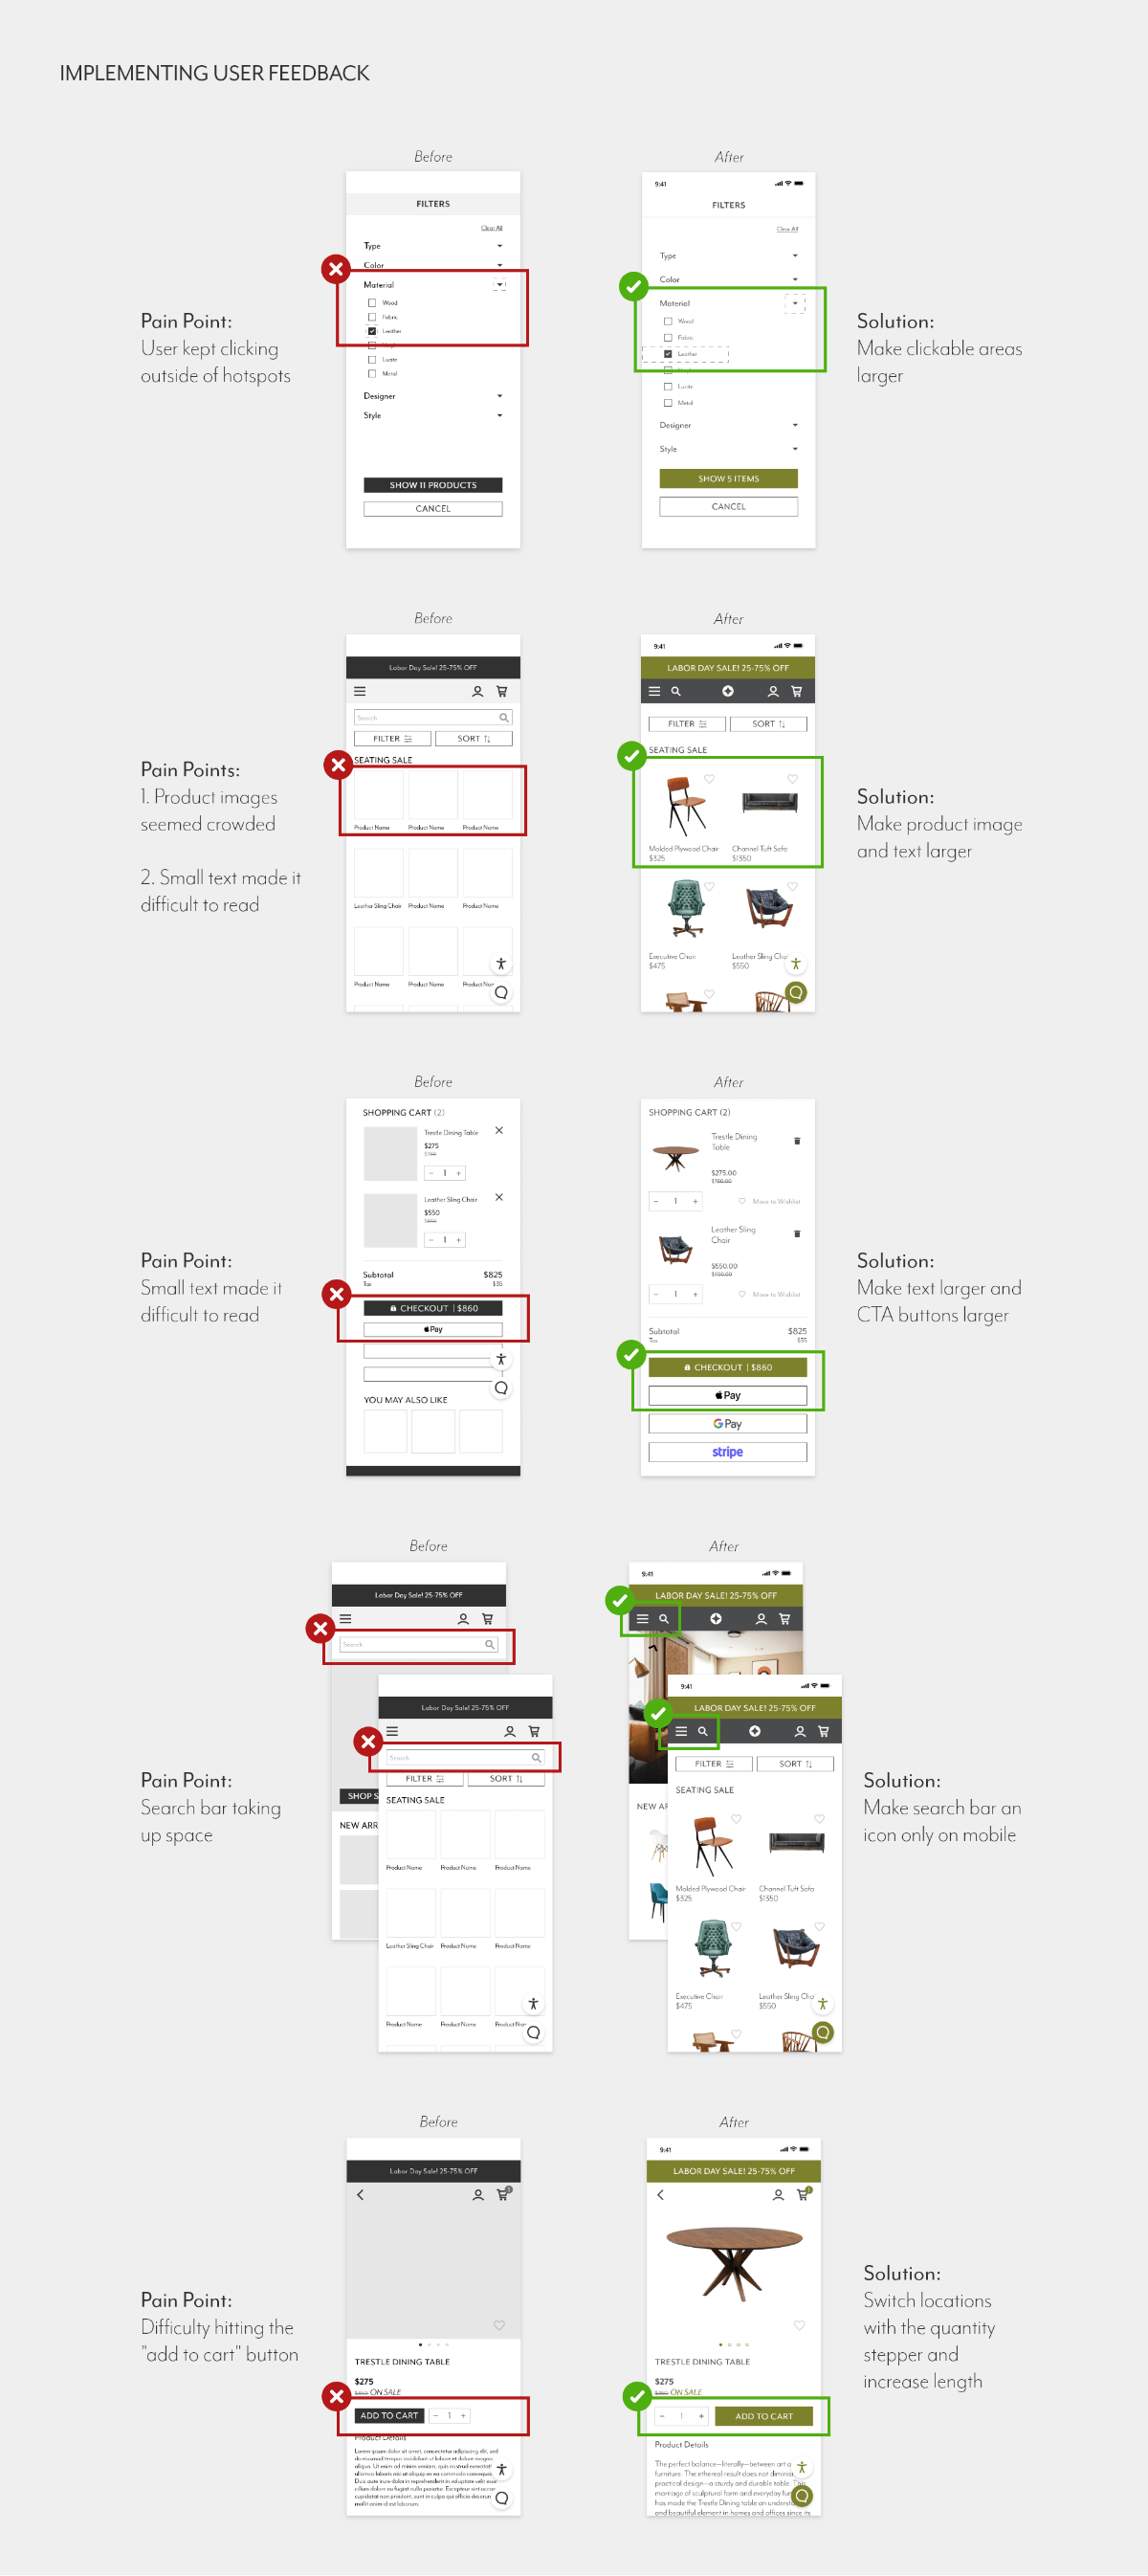 IMPLEMENTING USER FEEDBACK
Before
After
9:41
FILTERS
FILTERS
Clear All
Clear All
Type
Color
Material
Wood
Fabric
Leather
Lucite
Metal
Designer
Style
SHOW 11 PRODUCTS
CANCEL
Type
Color
Material
Wood
Fabric
Leather
Lucite
Metal
Designer
Style
SHOW 5 ITEMS
CANCEL
Pain Point:
User kept clicking
outside of hotspots
Solution:
Make clickable areas
larger
Before
After
Labor Day Sale! 25-75% OFF
Search
FILTER
SORT
SEATING SALE
Product Name Product Name Product Name
Leather Sling Chair Product Name Product Name
Product Name Product Name Product Na
9:41
LABOR DAY SALE! 25-75% OFF
FILTER
SORT
SEATING SALE
Molded Plywood Chair
$325
Channel Tuft Sofa
$1350
Executive Chair
$475
Leather Sling Cha
$550
Pain Points:
1. Product images
seemed crowded
2. Small text made it
difficult to read
Solution:
Make product image
and text larger
Before
After
SHOPPING CART (2)
Trestle Dining Table
$275
1
Leather Sling Chair
$550
1
Subtotal $825
Tax $35
CHECKOUT | $860
Pay
YOU MAY ALSO LIKE
SHOPPING CART (2)
Trestle Dining
Table
$275.00
1
Move to Wishlist
Leather Sling
Chair
$550.00
1
Move to Wishlist
Subtotal $825
Tax $35
CHECKOUT | $860
Pay
G Pay
stripe
Pain Point:
Small text made it
difficult to read
Solution:
Make text larger and
CTA buttons larger
Before
After
Labor Day Sale! 25-75% OFF
Search
SHOP S
NEW ARR
Labor Day Sale! 25-75% OFF
Search
FILTER
SORT
SEATING SALE
Product Name Product Name Product Name
Leather Sling Chair Product Name Product Name
Product Name Product Name Product Na
9:41
LABOR DAY SALE! 25-75% OFF
NEW AR
9:41
LABOR DAY SALE! 25-75% OFF
FILTER
SORT
SEATING SALE
Molded Plywood Chair
$325
Channel Tuft Sofa
$1350
Executive Chair
$475
Leather Sling Cha
$550
Pain Point:
Search bar taking
up space
Solution:
Make search bar an
icon only on mobile
Before
After
Labor Day Sale! 25-75% OFF
TRESTLE DINING TABLE
$275
ON SALE
ADD TO CART
1
Product Details
Lorem ipsum dolor sit amet, consectetur adipiscing elit, sed
9:41
LABOR DAY SALE! 25-75% OFF
TRESTLE DINING TABLE
$275
ON SALE
1
ADD TO CART
Product Details
The perfect balance—literally—between art a
furniture. The ethereal result does not diminis
practical design—a sturdy and durable table. This
marriage of sculptural form and everyday fu
has made the Trestle Dining table an underst
and beautiful element in homes and offices since its
Pain Point:
Difficulty hitting the
"add to cart" button
Solution:
Switch locations
with the quantity
stepper and
increase length